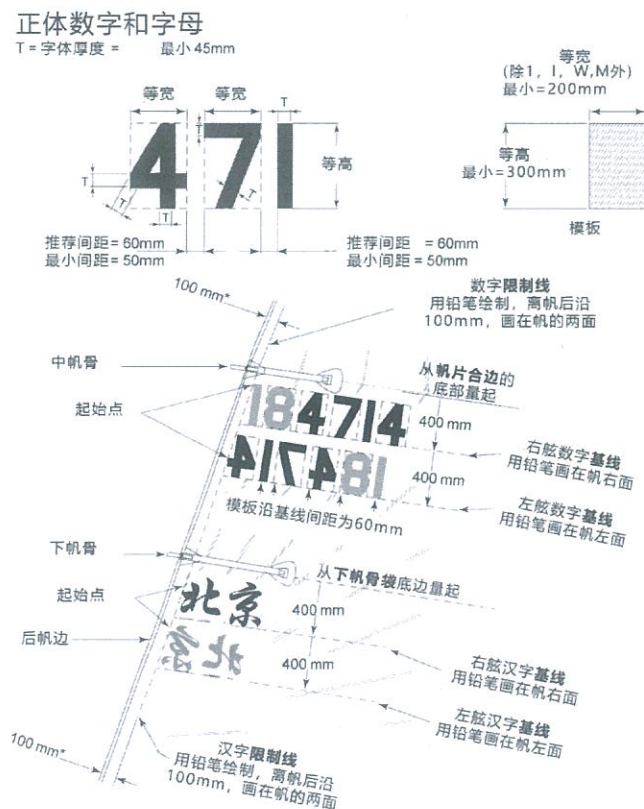 正体数字和字母
T = 字体厚度 = 最小 45mm
等宽
(除1, I, W,M外)
最小=200mm
等宽 等宽 T
4 7 1
T
T
T
T
T
等高
等高
最小=300mm
模板
推荐间距= 60mm
最小间距= 50mm
推荐间距 = 60mm
最小间距= 50mm
100 mm*
数字限制线
用铅笔绘制，离帆后沿
100mm，画在帆的两面
中帆骨
从帆片合边的
底部量起
起始点
184714
400 mm
右舷数字基线
用铅笔画在帆右面
400 mm
左舷数字基线
用铅笔画在帆左面
模板沿基线间距为60mm
下帆骨
从下帆骨袋底边量起
起始点
北京
400 mm
后帆边
北京
400 mm
右舷汉字基线
用铅笔画在帆右面
左舷汉字基线
用铅笔画在帆左面
100 mm*
汉字限制线
用铅笔绘制，离帆后沿
100mm，画在帆的两面